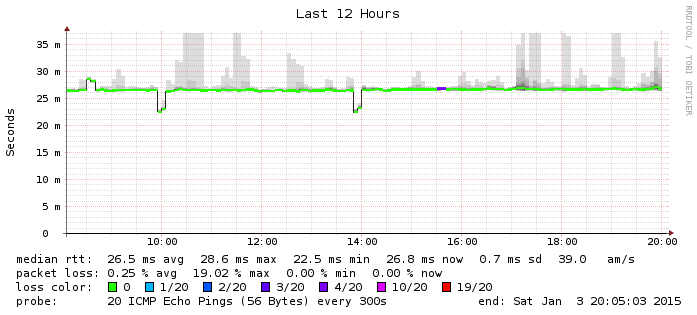 Last 12 Hours
RRDTOOL / TOBI OETIKER
Seconds
35 m
30 m
25 m
20 m
15 m
10 m
5 m
0
10:00 12:00 14:00 16:00 18:00 20:00
median rtt: 26.5 ms avg 28.6 ms max 22.5 ms min 26.8 ms now 0.7 ms sd 39.0 am/s
packet loss: 0.25 % avg 19.02 % max 0.00 % min 0.00 % now
loss color: 0 1/20 2/20 3/20 4/20 10/20 19/20
probe: 20 ICMP Echo Pings (56 Bytes) every 300s end: Sat Jan 3 20:05:03 2015